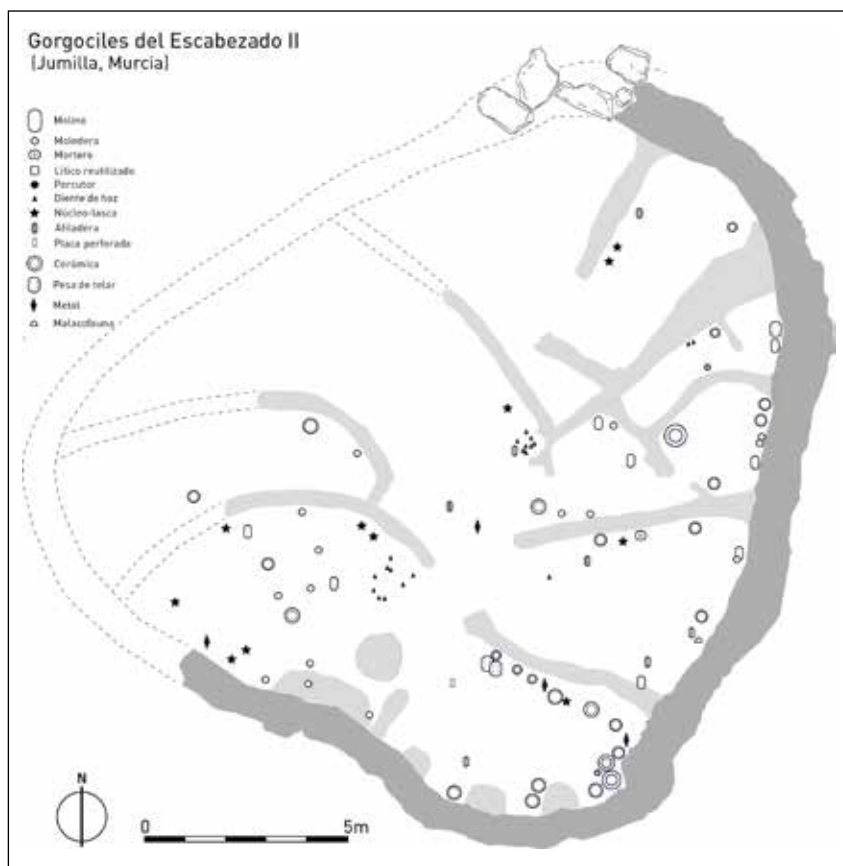 Gorgociles del Escabezado II
(Jumilla, Murcia)
Molino
Moledera
Mortero
Lítico reutilizado
Percutor
Diente de hoz
Núcleo-lasca
Afiladera
Placa perforada
Cerámica
Pesa de telar
Metal
Malacofauna
N
0 5m